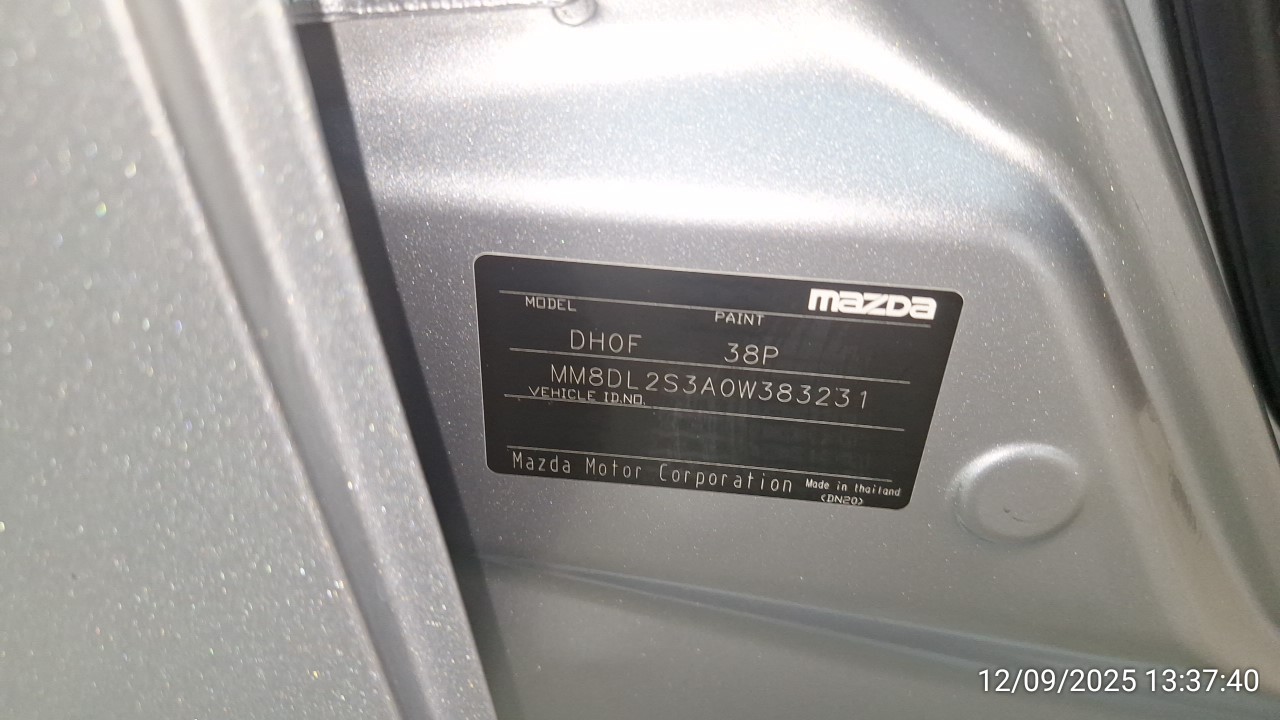 mazda
MODEL PAINT
DH0F 38P
MM8DL2S3A0W383231
VEHICLE ID.NO.
Mazda Motor Corporation Made in thailand
<DN20>
12/09/2025 13:37:40